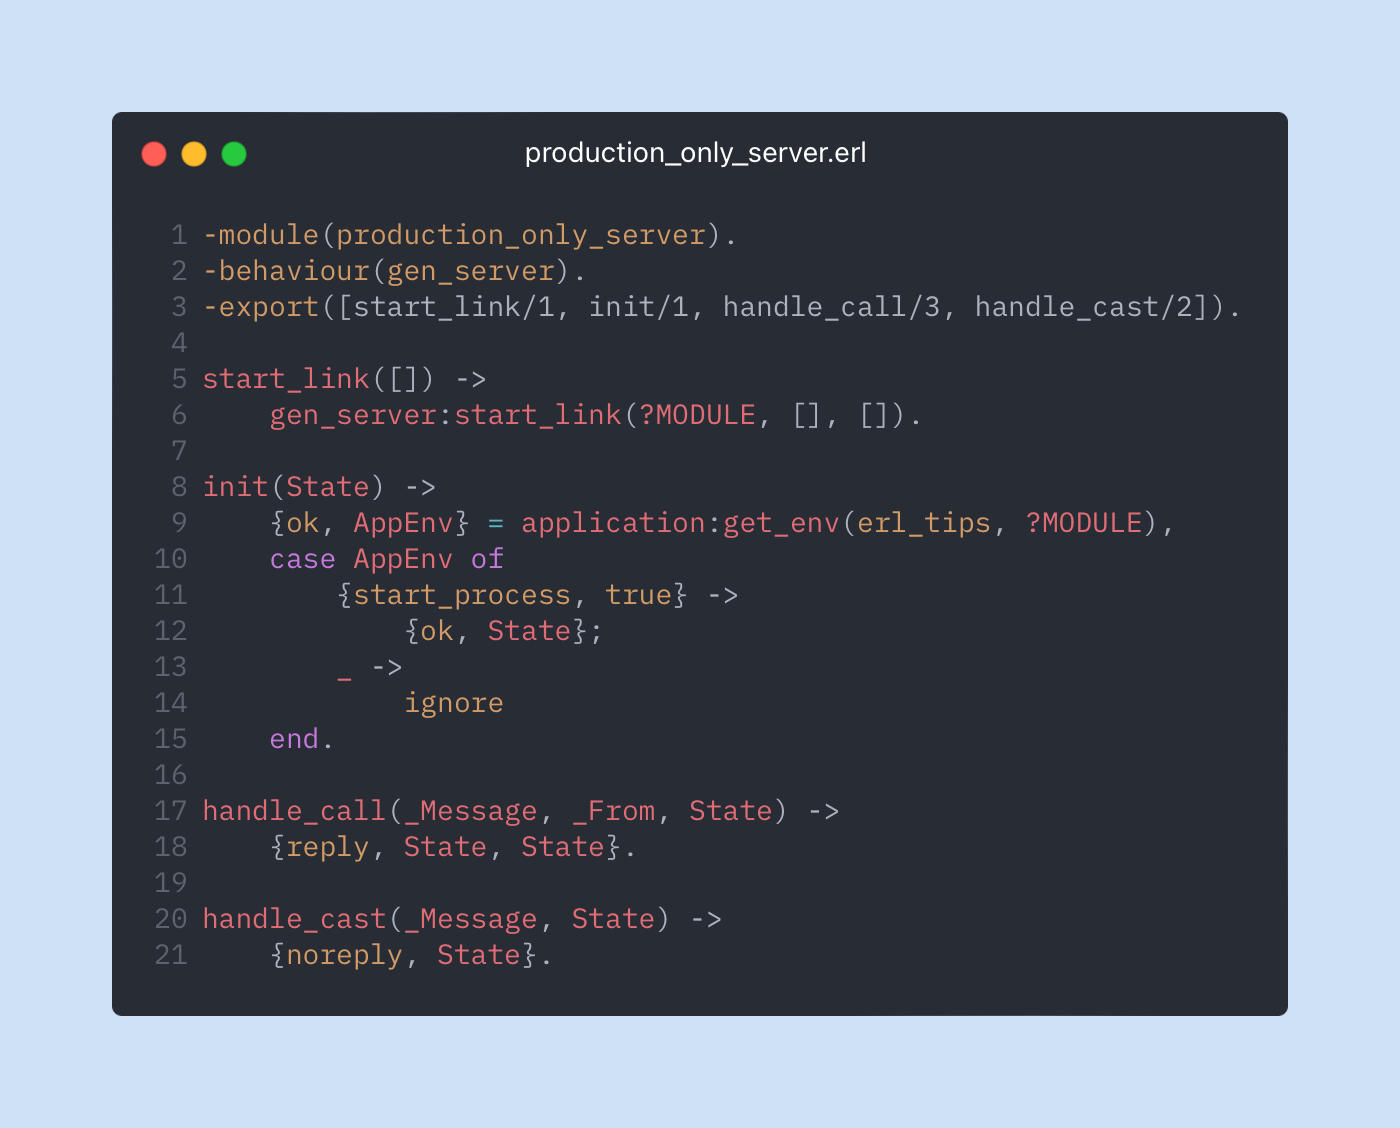 production_only_server.erl
1 -module(production_only_server).
2 -behaviour(gen_server).
3 -export([start_link/1, init/1, handle_call/3, handle_cast/2]).
4
5 start_link([]) ->
6     gen_server:start_link(?MODULE, [], []).
7
8 init(State) ->
9     {ok, AppEnv} = application:get_env(erl_tips, ?MODULE),
10     case AppEnv of
11         {start_process, true} ->
12             {ok, State};
13         _ ->
14             ignore
15     end.
16
17 handle_call(_Message, _From, State) ->
18     {reply, State, State}.
19
20 handle_cast(_Message, State) ->
21     {noreply, State}.